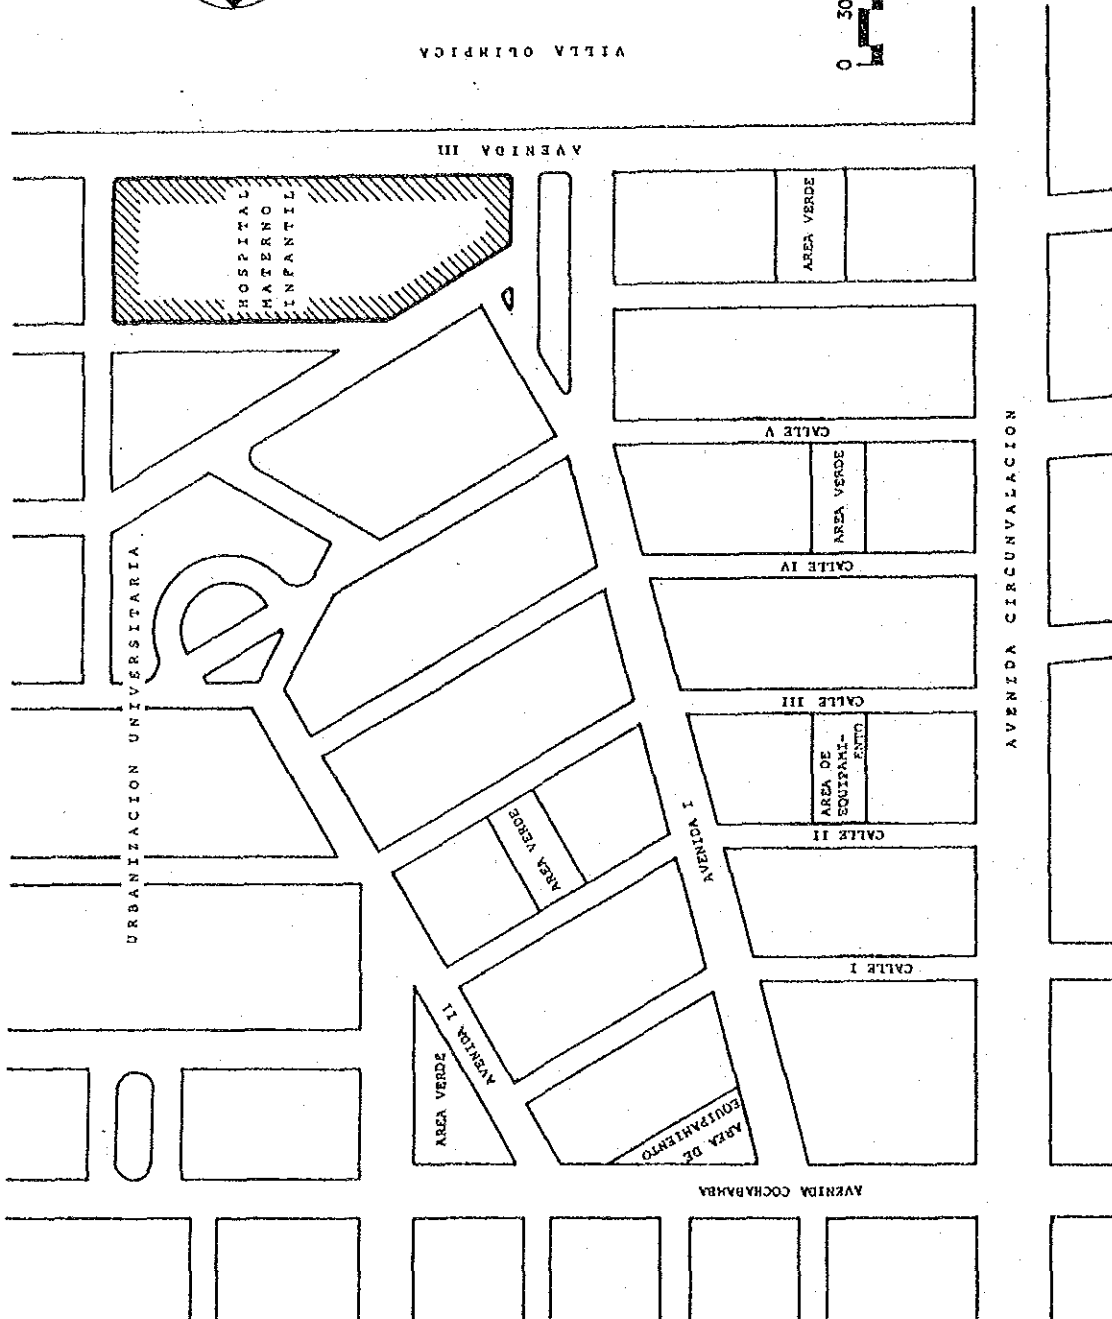 VILLA OLIMPICA
0 30
AVENIDA III
HOSPITAL
MATERNO
INFANTIL
AREA VERDE
CALLE V
AREA VERDE
CALLE IV
AVENIDA CIRCUNVALACION
URBANIZACION UNIVERSITARIA
CALLE III
AREA DE
EQUIPAMI-
ENTO
CALLE II
AVENIDA I
AREA VERDE
CALLE I
AVENIDA II
AREA VERDE
AREA DE
EQUIPAMIENTO
AVENIDA COCHABAMBA